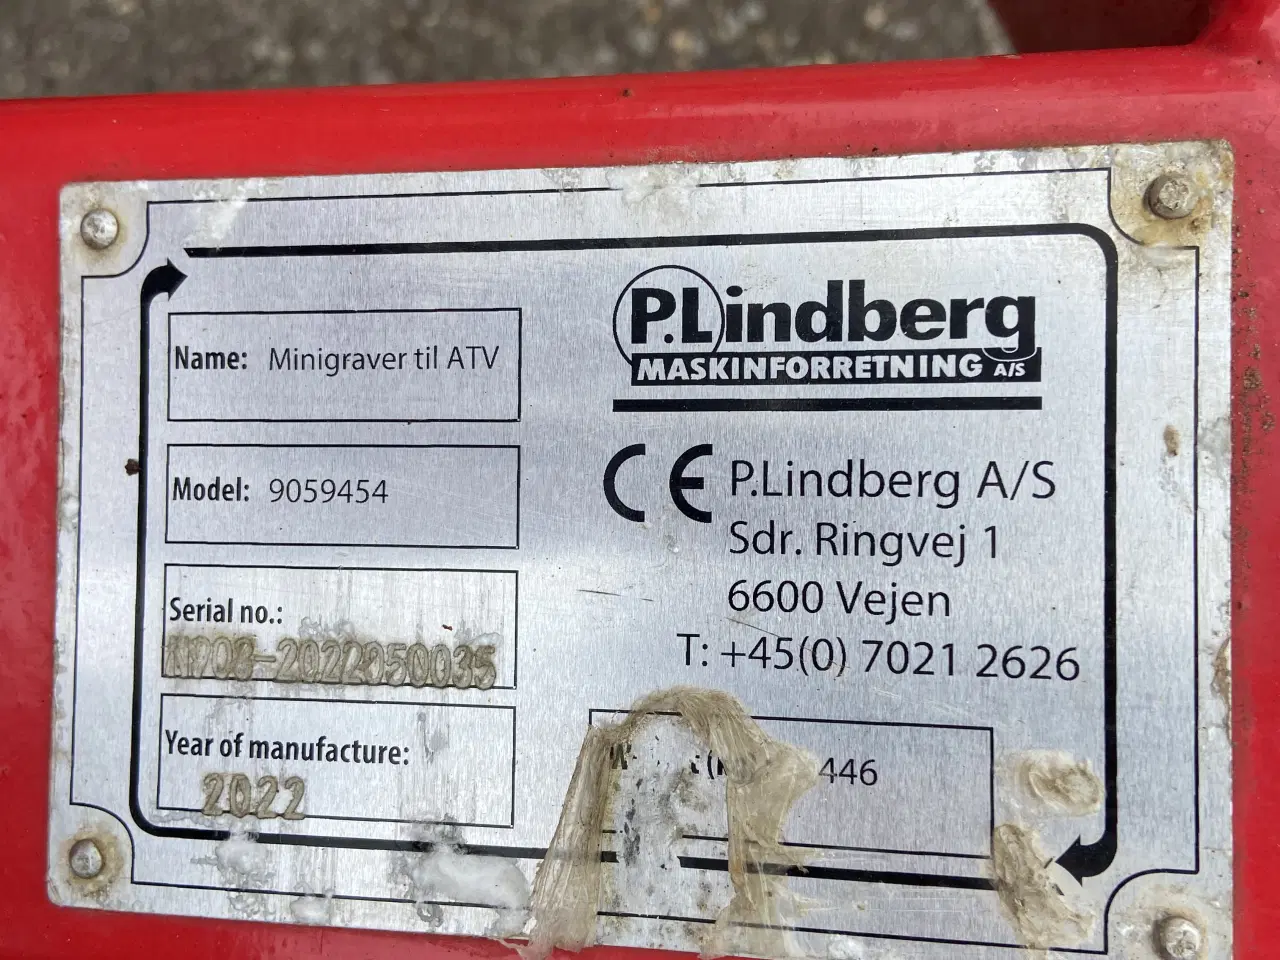 Name: Minigraver til ATV
Model: 9059454
Serial no.:
Year of manufacture:
2022
P.Lindberg
MASKINFORRETNING A/S
CE
P.Lindberg A/S
Sdr. Ringvej 1
6600 Vejen
T: +45(0) 7021 2626
446